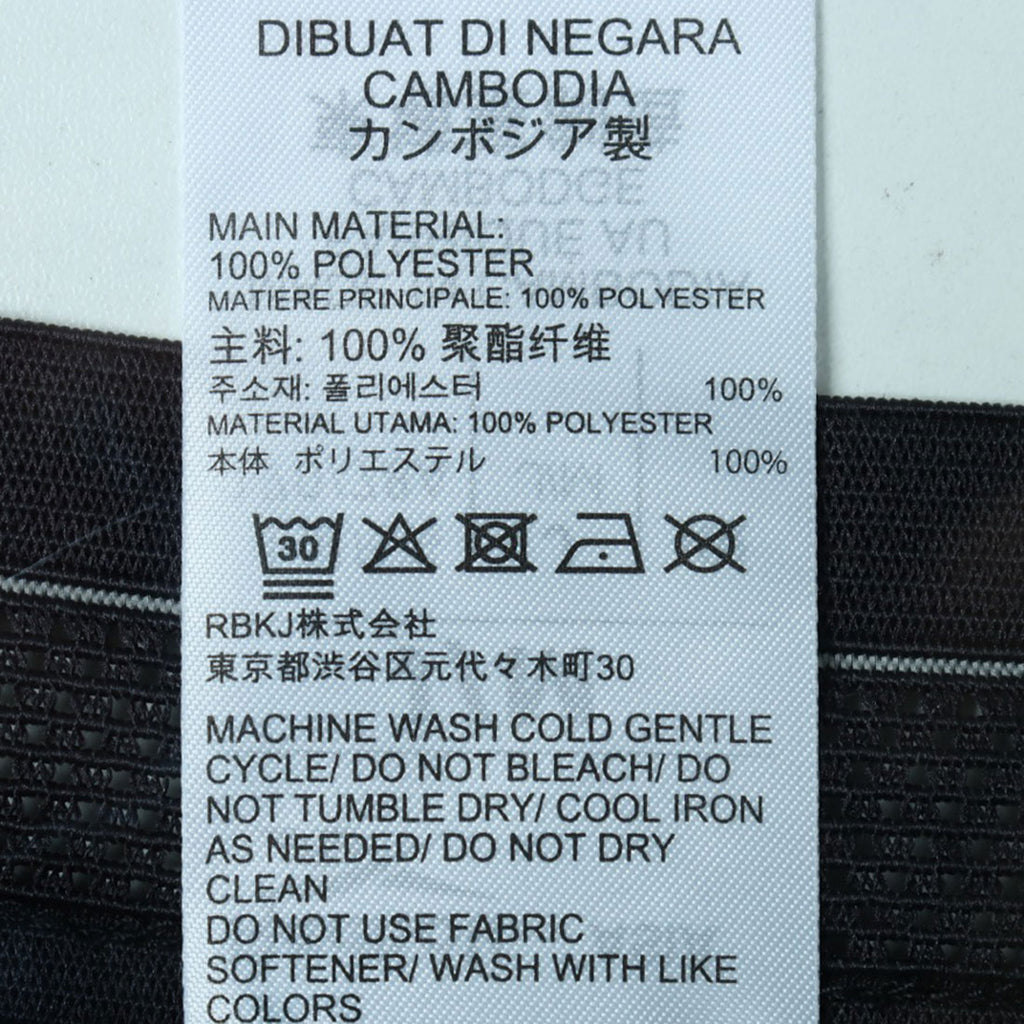 DIBUAT DI NEGARA
CAMBODIA
カンボジア製
MAIN MATERIAL:
100% POLYESTER
MATIERE PRINCIPALE: 100% POLYESTER
主料: 100% 聚酯纤维
주소재: 폴리에스터 100%
MATERIAL UTAMA: 100% POLYESTER
本体 ポリエステル 100%
30
RBKJ株式会社
東京都渋谷区元代々木町30
MACHINE WASH COLD GENTLE
CYCLE/ DO NOT BLEACH/ DO
NOT TUMBLE DRY/ COOL IRON
AS NEEDED/ DO NOT DRY
CLEAN
DO NOT USE FABRIC
SOFTENER/ WASH WITH LIKE
COLORS